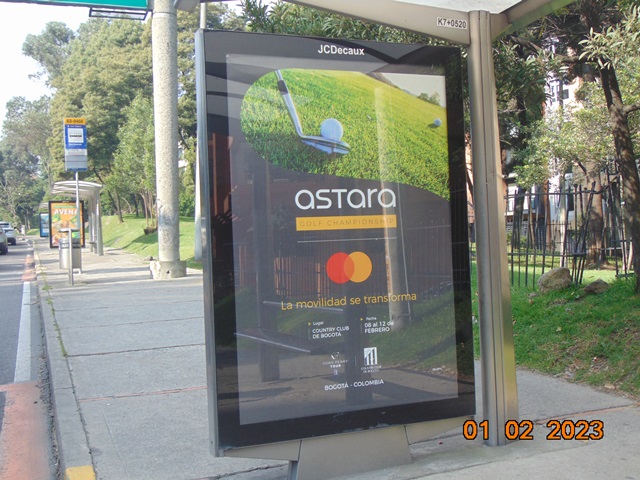 K7+0520
JCDecaux
astara
GOLF CHAMPIONSHIP
La movilidad se transforma
Lugar
COUNTRY CLUB
DE BOGOTÁ
Fecha
08 al 12 de
FEBRERO
TOUR
BOGOTÁ - COLOMBIA
01 02 2023